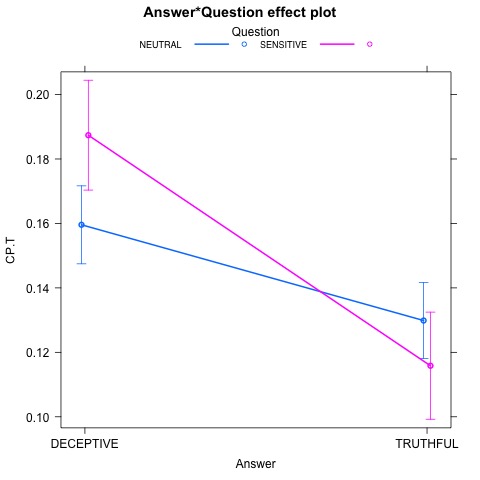 Answer*Question effect plot
Question
NEUTRAL SENSITIVE
0.20
0.18
0.16
0.14
0.12
0.10
CP.T
DECEPTIVE TRUTHFUL
Answer